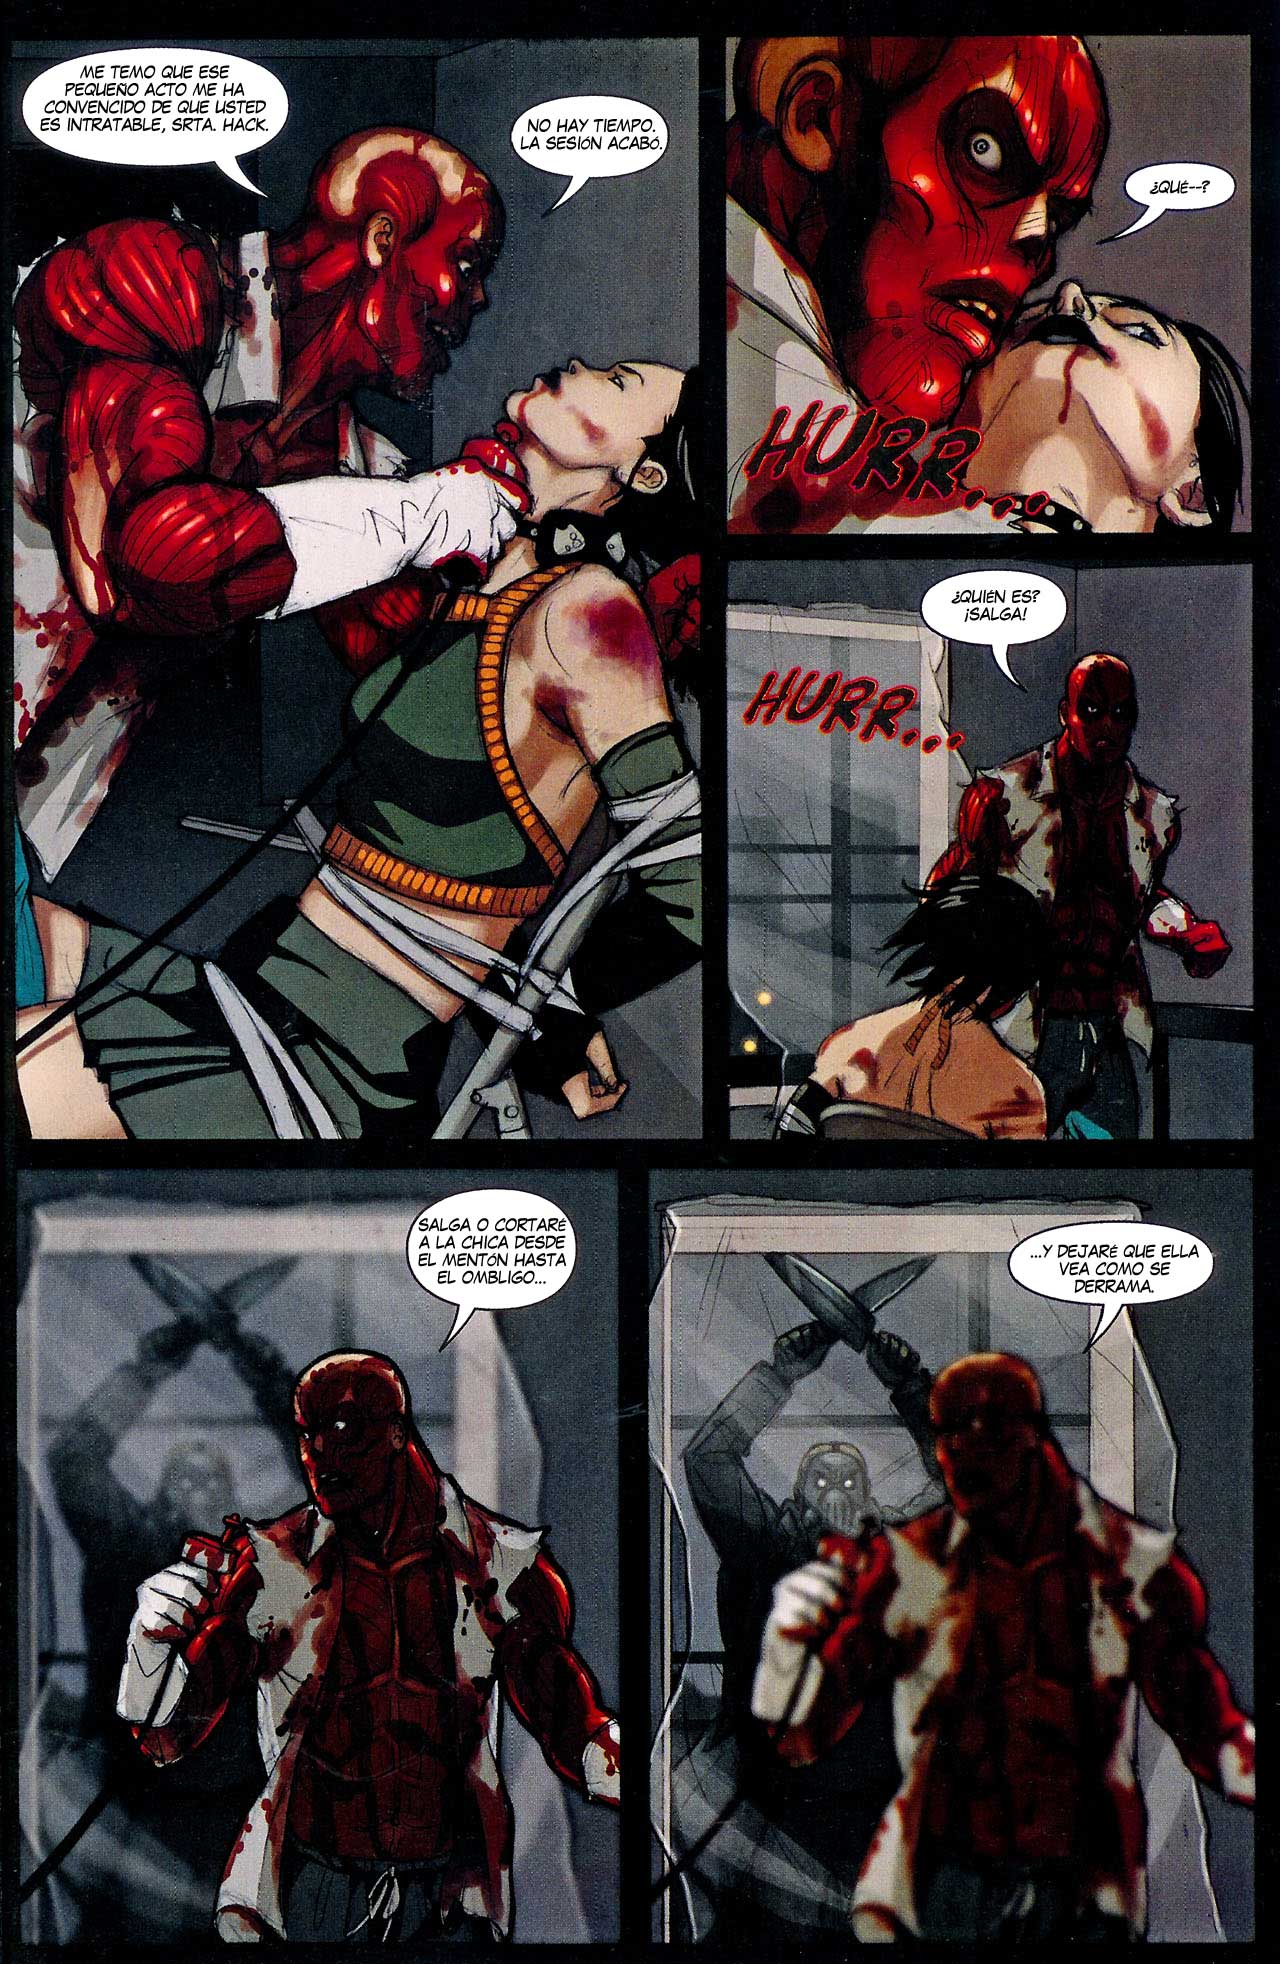 ME TEMO QUE ESE
PEQUEÑO ACTO ME HA
CONVENCIDO DE QUE USTED
ES INTRATABLE, SRTA. HACK.
NO HAY TIEMPO.
LA SESIÓN ACABÓ.
¿QUÉ--?
HURR...
¿QUIÉN ES?
¡SALGA!
HURR...
SALGA O CORTARÉ
A LA CHICA DESDE
EL MENTÓN HASTA
EL OMBLIGO...
...Y DEJARÉ QUE ELLA
VEA COMO SE
DERRAMA.